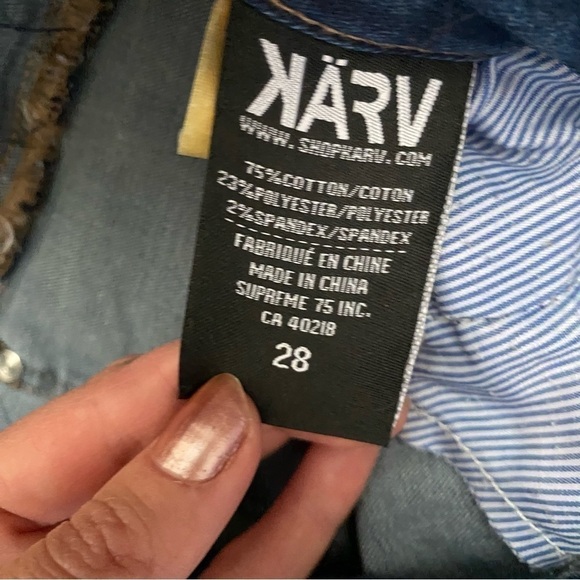 KÄRV
WWW.SHOPKARV.COM
75%COTTON/COTON
23%POLYESTER/POLYESTER
2%SPANDEX/SPANDEX
FABRIQUÉ EN CHINE
MADE IN CHINA
SUPREME 75 INC.
CA 40218
28